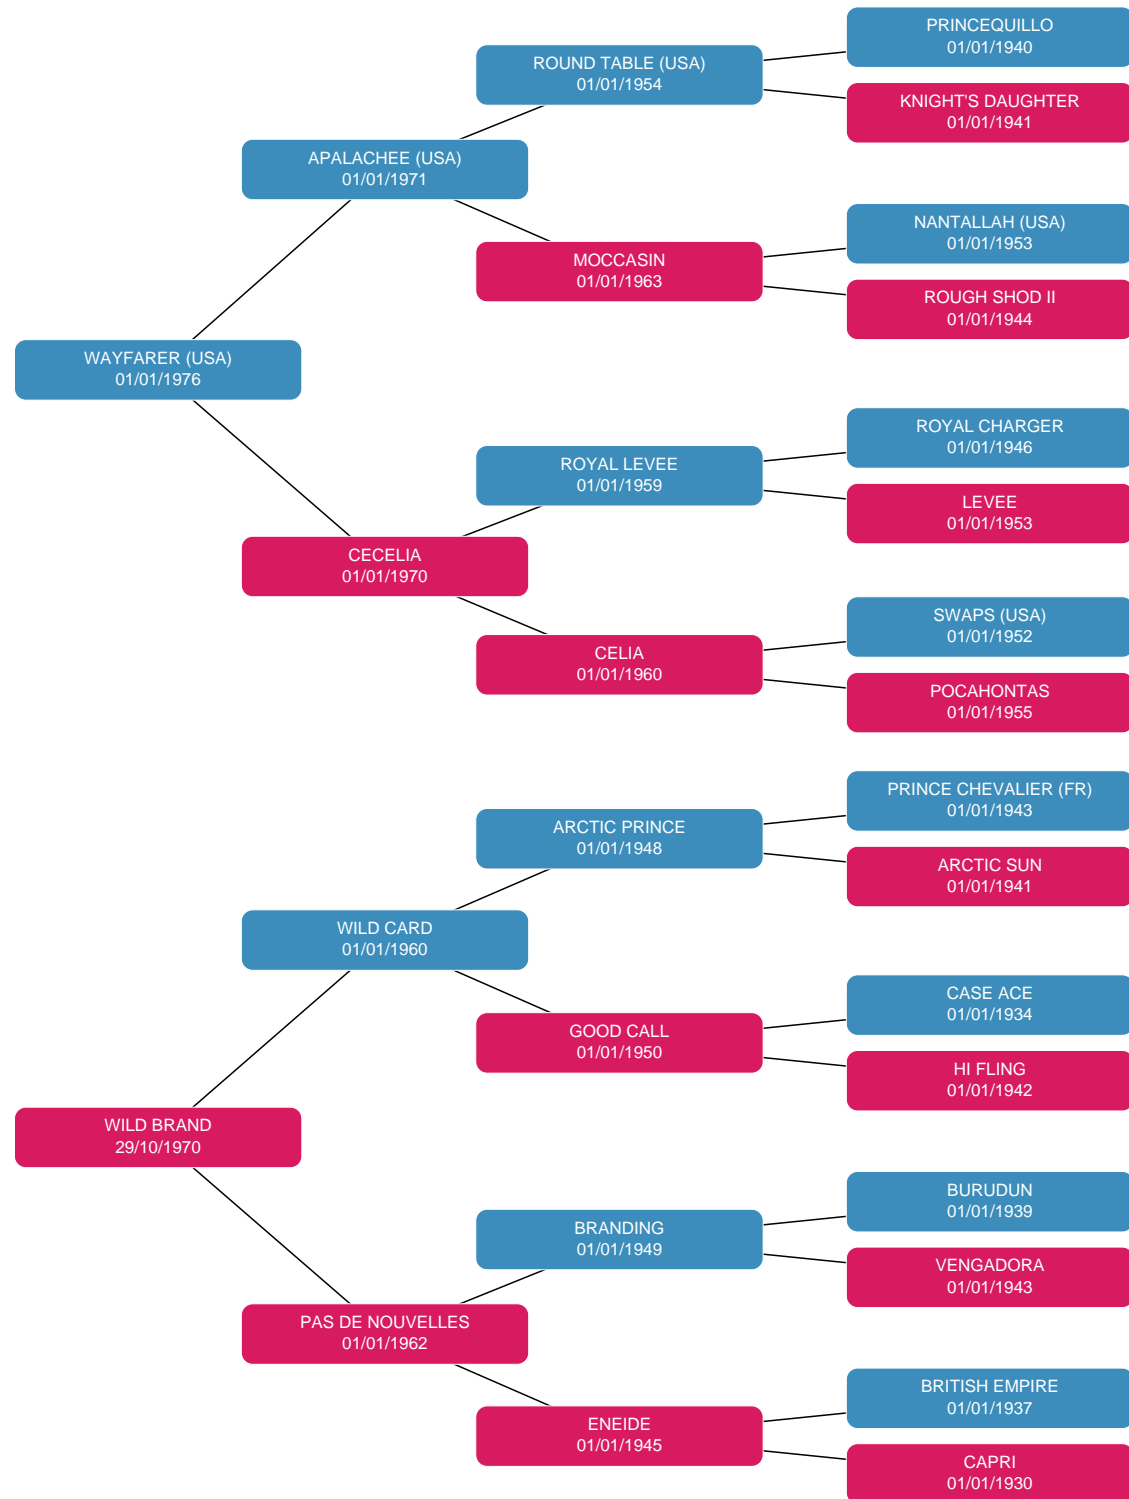 PRINCEQUILLO
01/01/1940
ROUND TABLE (USA)
01/01/1954
KNIGHT'S DAUGHTER
01/01/1941
APALACHEE (USA)
01/01/1971
NANTALLAH (USA)
01/01/1953
MOCCASIN
01/01/1963
ROUGH SHOD II
01/01/1944
WAYFARER (USA)
01/01/1976
ROYAL CHARGER
01/01/1946
ROYAL LEVEE
01/01/1959
LEVEE
01/01/1953
CECELIA
01/01/1970
SWAPS (USA)
01/01/1952
CELIA
01/01/1960
POCAHONTAS
01/01/1955
PRINCE CHEVALIER (FR)
01/01/1943
ARCTIC PRINCE
01/01/1948
ARCTIC SUN
01/01/1941
WILD CARD
01/01/1960
CASE ACE
01/01/1934
GOOD CALL
01/01/1950
HI FLING
01/01/1942
WILD BRAND
29/10/1970
BURUDUN
01/01/1939
BRANDING
01/01/1949
VENGADORA
01/01/1943
PAS DE NOUVELLES
01/01/1962
BRITISH EMPIRE
01/01/1937
ENEIDE
01/01/1945
CAPRI
01/01/1930